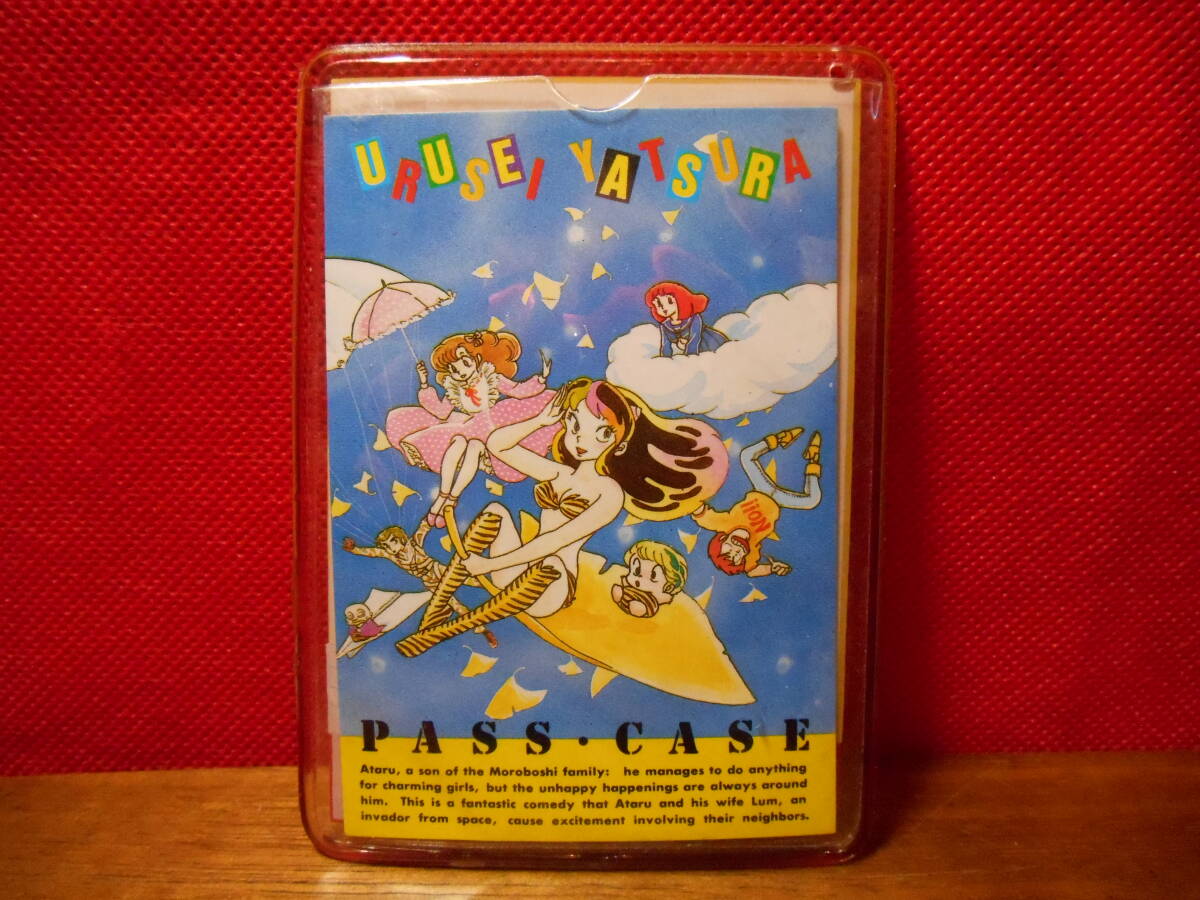 URUSEI YATSURA
liON
PASS·CASE
Ataru, a son of the Moroboshi family: he manages to do anything
for charming girls, but the unhappy happenings are always around
him. This is a fantastic comedy that Ataru and his wife Lum, an
invador from space, cause excitement involving their neighbors.